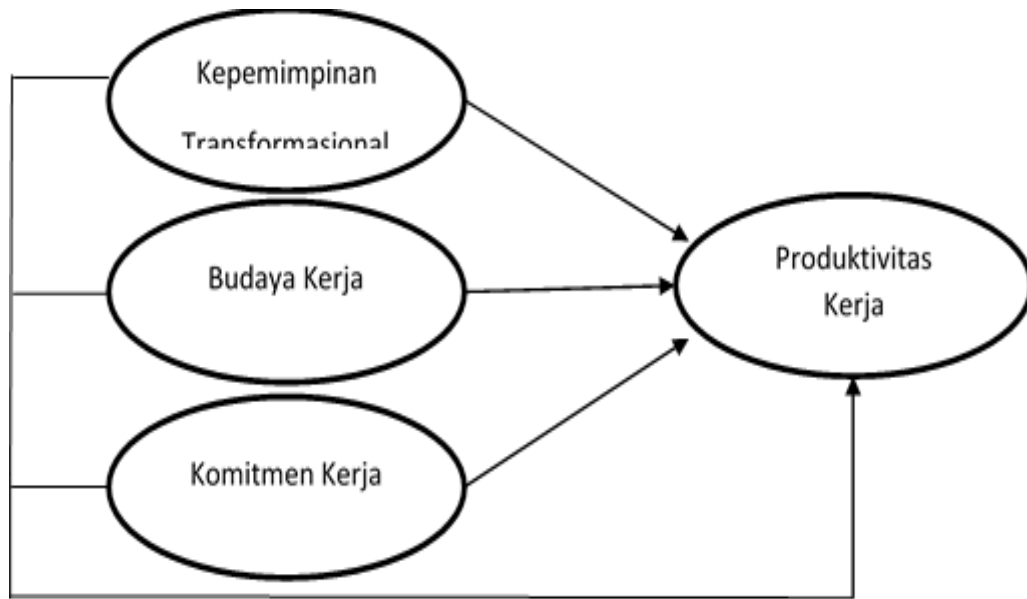 Kepemimpinan
Transformasional
Budaya Kerja
Komitmen Kerja
Produktivitas
Kerja